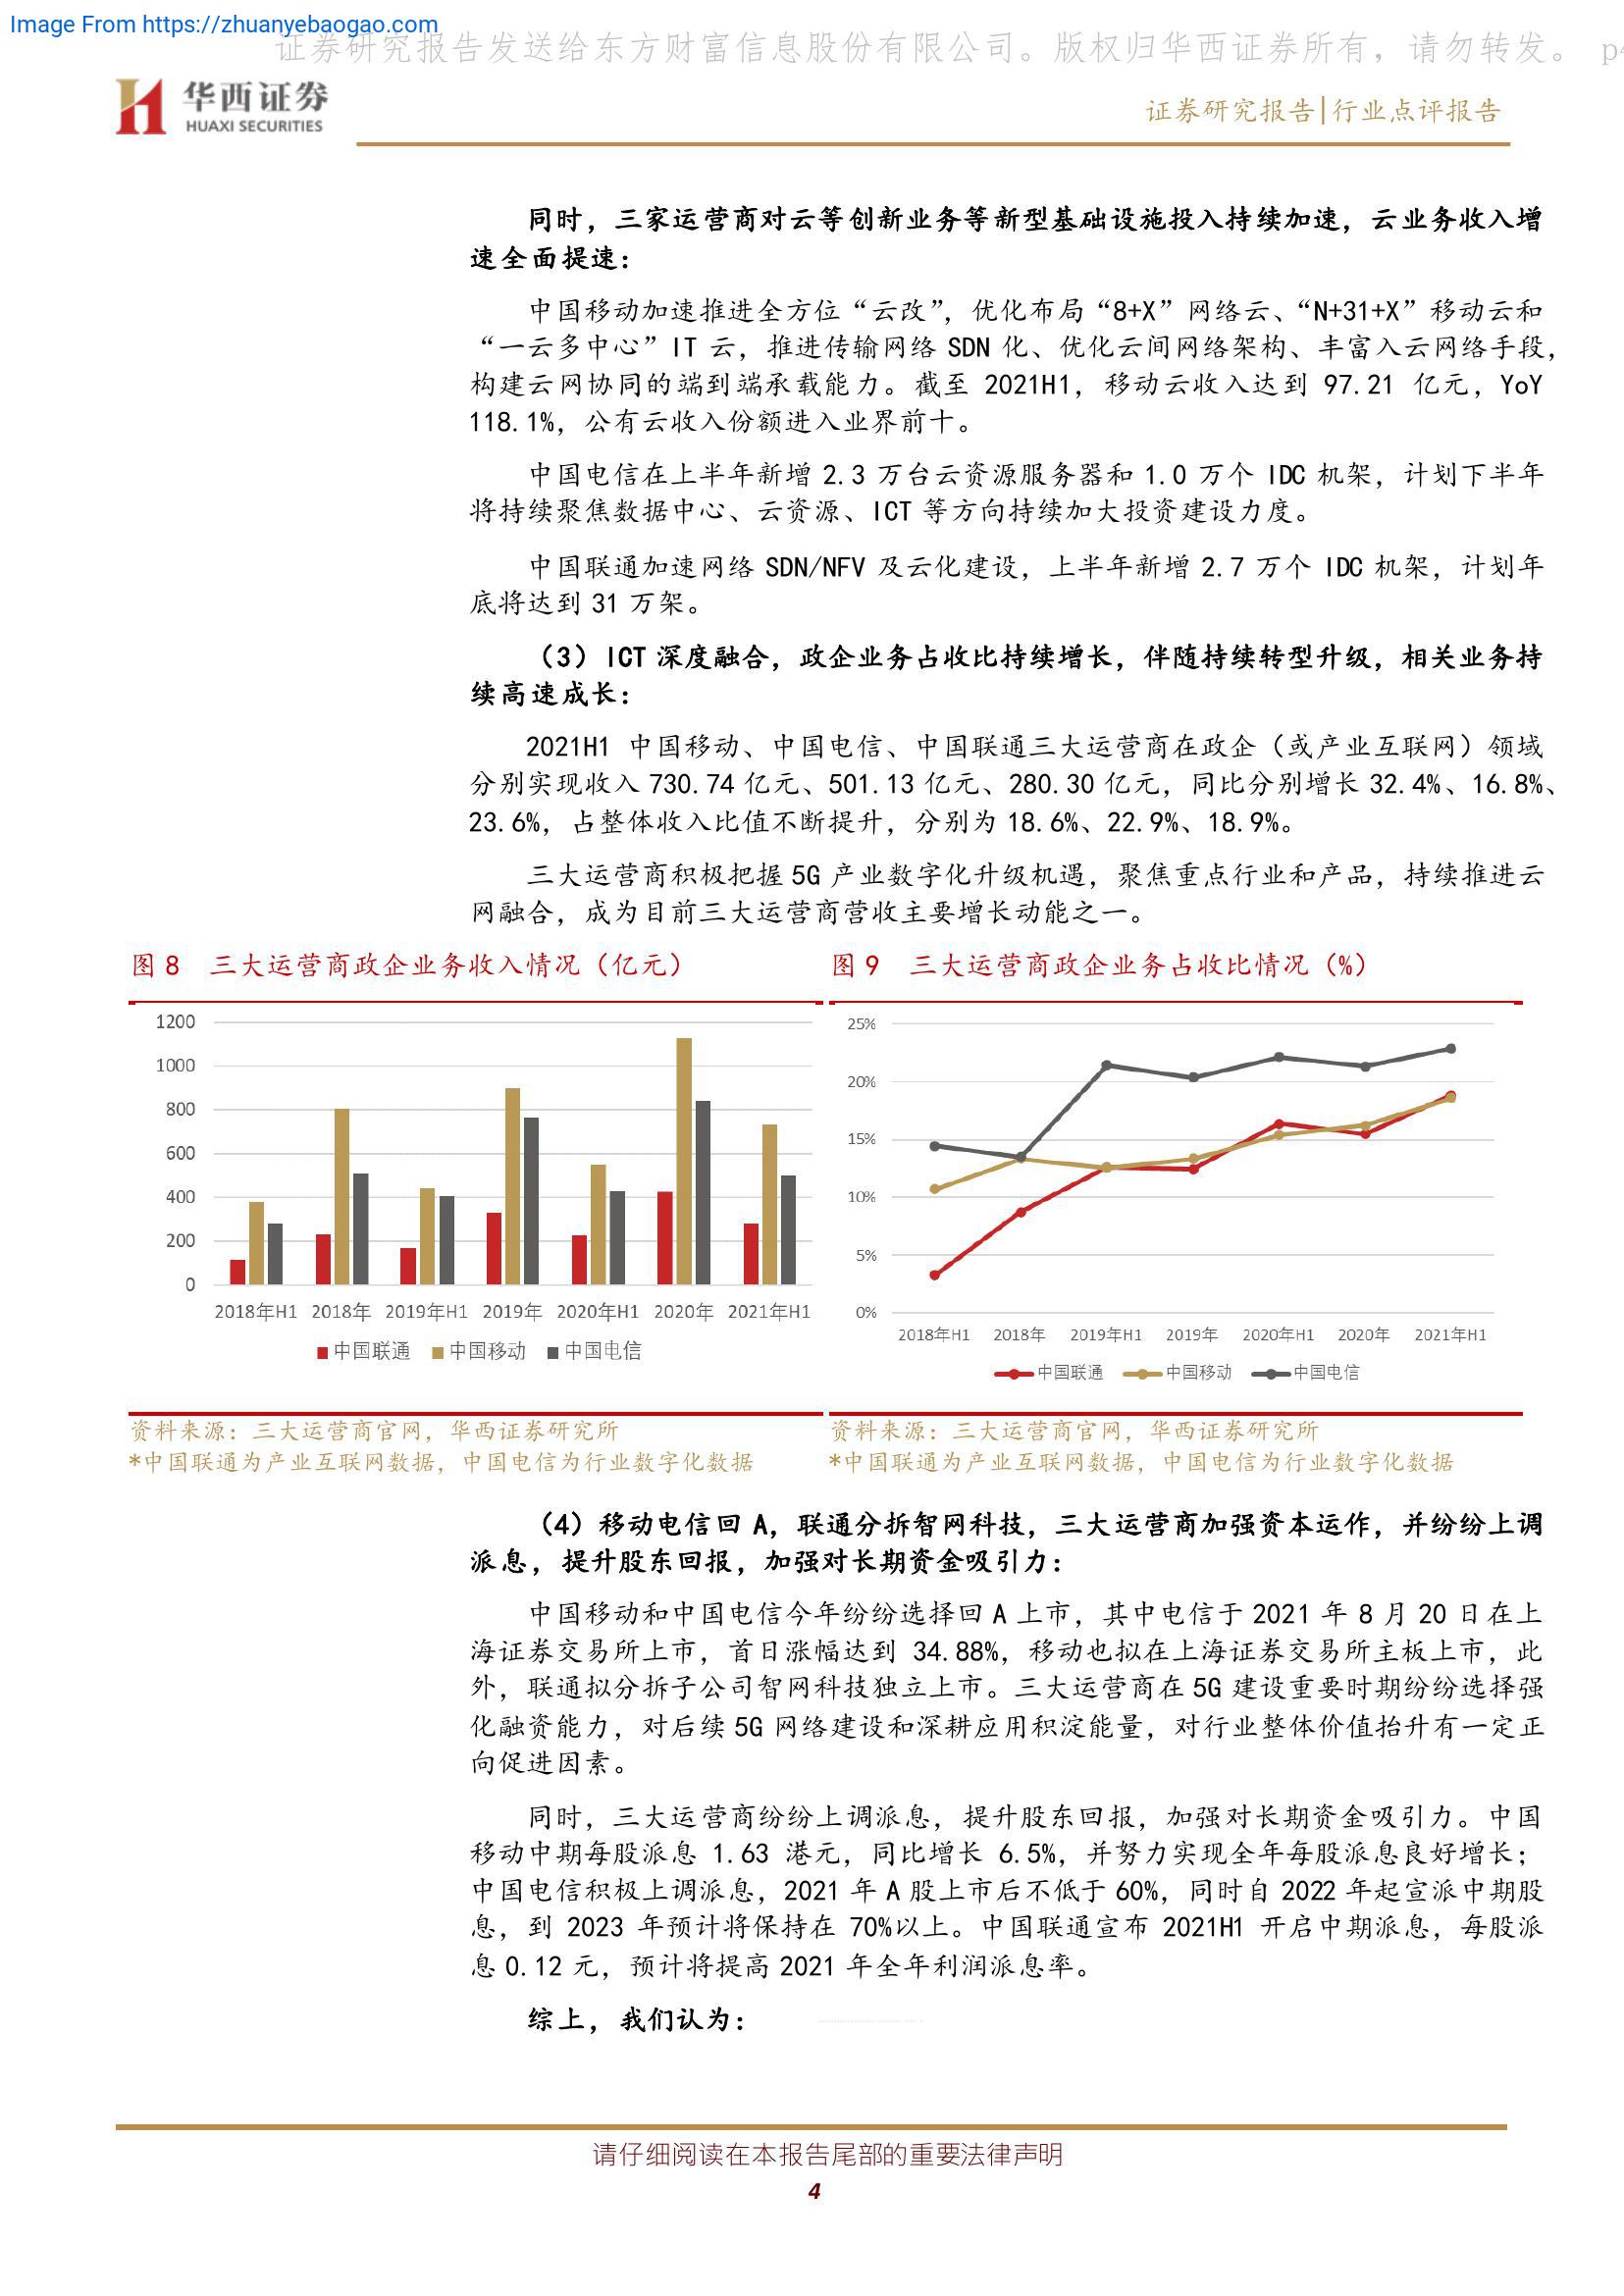 Image From https://zhuanyebaogao.com
证券研究报告发送给东方财富信息股份有限公司。版权归华西证券所有，请勿转发。 p4
华西证券
HUAXI SECURITIES
证券研究报告|行业点评报告
同时，三家运营商对云等创新业务等新型基础设施投入持续加速，云业务收入增
速全面提速：
中国移动加速推进全方位“云改”，优化布局“8+X”网络云、“N+31+X”移动云和
“一云多中心”IT 云，推进传输网络 SDN 化、优化云间网络架构、丰富入云网络手段，
构建云网协同的端到端承载能力。截至 2021H1，移动云收入达到 97.21 亿元，YoY
118.1%，公有云收入份额进入业界前十。
中国电信在上半年新增 2.3 万台云资源服务器和 1.0 万个 IDC 机架，计划下半年
将持续聚焦数据中心、云资源、ICT 等方向持续加大投资建设力度。
中国联通加速网络 SDN/NFV 及云化建设，上半年新增 2.7 万个 IDC 机架，计划年
底将达到 31 万架。
（3）ICT 深度融合，政企业务占收比持续增长，伴随持续转型升级，相关业务持
续高速成长：
2021H1 中国移动、中国电信、中国联通三大运营商在政企（或产业互联网）领域
分别实现收入 730.74 亿元、501.13 亿元、280.30 亿元，同比分别增长 32.4%、16.8%、
23.6%，占整体收入比值不断提升，分别为 18.6%、22.9%、18.9%。
三大运营商积极把握 5G 产业数字化升级机遇，聚焦重点行业和产品，持续推进云
网融合，成为目前三大运营商营收主要增长动能之一。
图 8 三大运营商政企业务收入情况（亿元）
1200
1000
800
600
400
200
0
2018年H1 2018年 2019年H1 2019年 2020年H1 2020年 2021年H1
中国联通 中国移动 中国电信
资料来源：三大运营商官网，华西证券研究所
*中国联通为产业互联网数据，中国电信为行业数字化数据
图 9 三大运营商政企业务占收比情况（%）
25%
20%
15%
10%
5%
0%
2018年H1 2018年 2019年H1 2019年 2020年H1 2020年 2021年H1
中国联通 中国移动 中国电信
资料来源：三大运营商官网，华西证券研究所
*中国联通为产业互联网数据，中国电信为行业数字化数据
（4）移动电信回 A，联通分拆智网科技，三大运营商加强资本运作，并纷纷上调
派息，提升股东回报，加强对长期资金吸引力：
中国移动和中国电信今年纷纷选择回 A 上市，其中电信于 2021 年 8 月 20 日在上
海证券交易所上市，首日涨幅达到 34.88%，移动也拟在上海证券交易所主板上市，此
外，联通拟分拆子公司智网科技独立上市。三大运营商在 5G 建设重要时期纷纷选择强
化融资能力，对后续 5G 网络建设和深耕应用积淀能量，对行业整体价值抬升有一定正
向促进因素。
同时，三大运营商纷纷上调派息，提升股东回报，加强对长期资金吸引力。中国
移动中期每股派息 1.63 港元，同比增长 6.5%，并努力实现全年每股派息良好增长；
中国电信积极上调派息，2021 年 A 股上市后不低于 60%，同时自 2022 年起宣派中期股
息，到 2023 年预计将保持在 70%以上。中国联通宣布 2021H1 开启中期派息，每股派
息 0.12 元，预计将提高 2021 年全年利润派息率。
综上，我们认为：
请仔细阅读在本报告尾部的重要法律声明
4